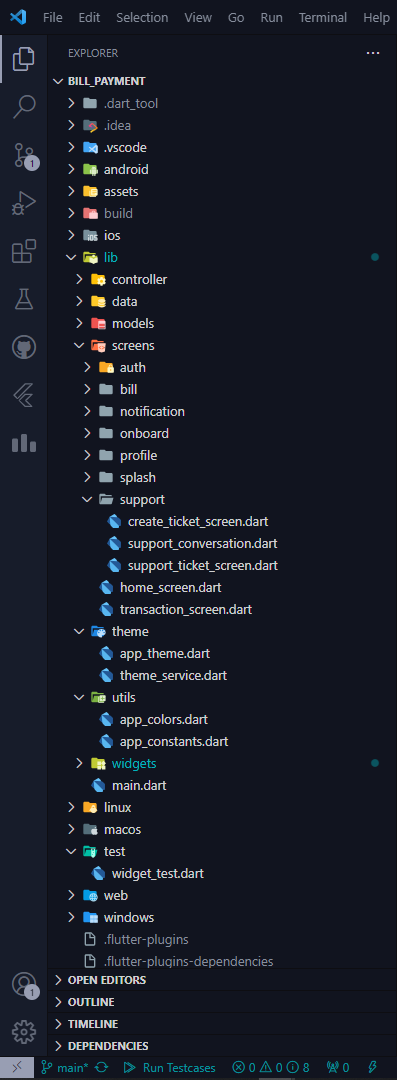 File Edit Selection View Go Run Terminal Help
EXPLORER ...
BILL_PAYMENT
.dart_tool
.idea
.vscode
android
assets
build
ios
lib
controller
data
models
screens
auth
bill
notification
onboard
profile
splash
support
create_ticket_screen.dart
support_conversation.dart
support_ticket_screen.dart
home_screen.dart
transaction_screen.dart
theme
app_theme.dart
theme_service.dart
utils
app_colors.dart
app_constants.dart
widgets
main.dart
linux
macos
test
widget_test.dart
web
windows
.flutter-plugins
.flutter-plugins-dependencies
OPEN EDITORS
OUTLINE
TIMELINE
DEPENDENCIES
1
1
main* Run Testcases 0 0 8 0